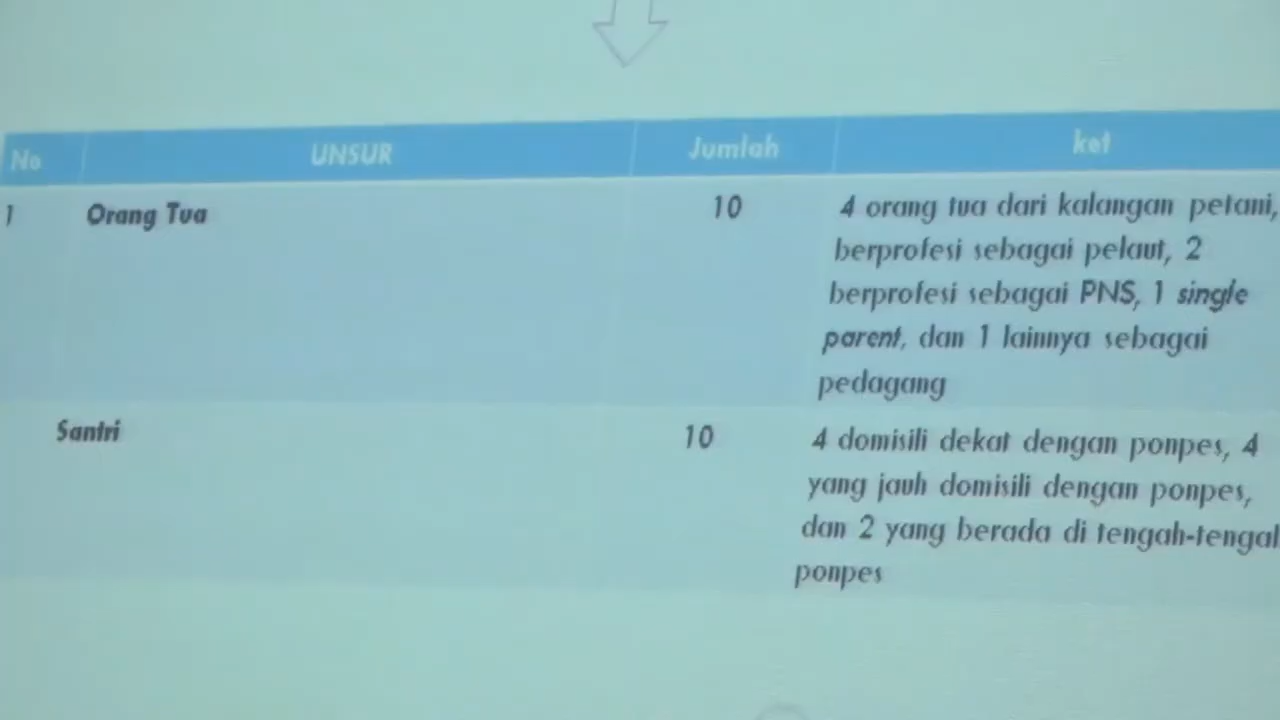 No UNSUR Jumlah ket
1 Orang Tua 10 4 orang tua dari kalangan petani,
berprofesi sebagai pelaut, 2
berprofesi sebagai PNS, 1 single
parent, dan 1 lainnya sebagai
pedagang
Santri 10 4 domisili dekat dengan ponpes, 4
yang jauh domisili dengan ponpes,
dan 2 yang berada di tengah-tengah
ponpes